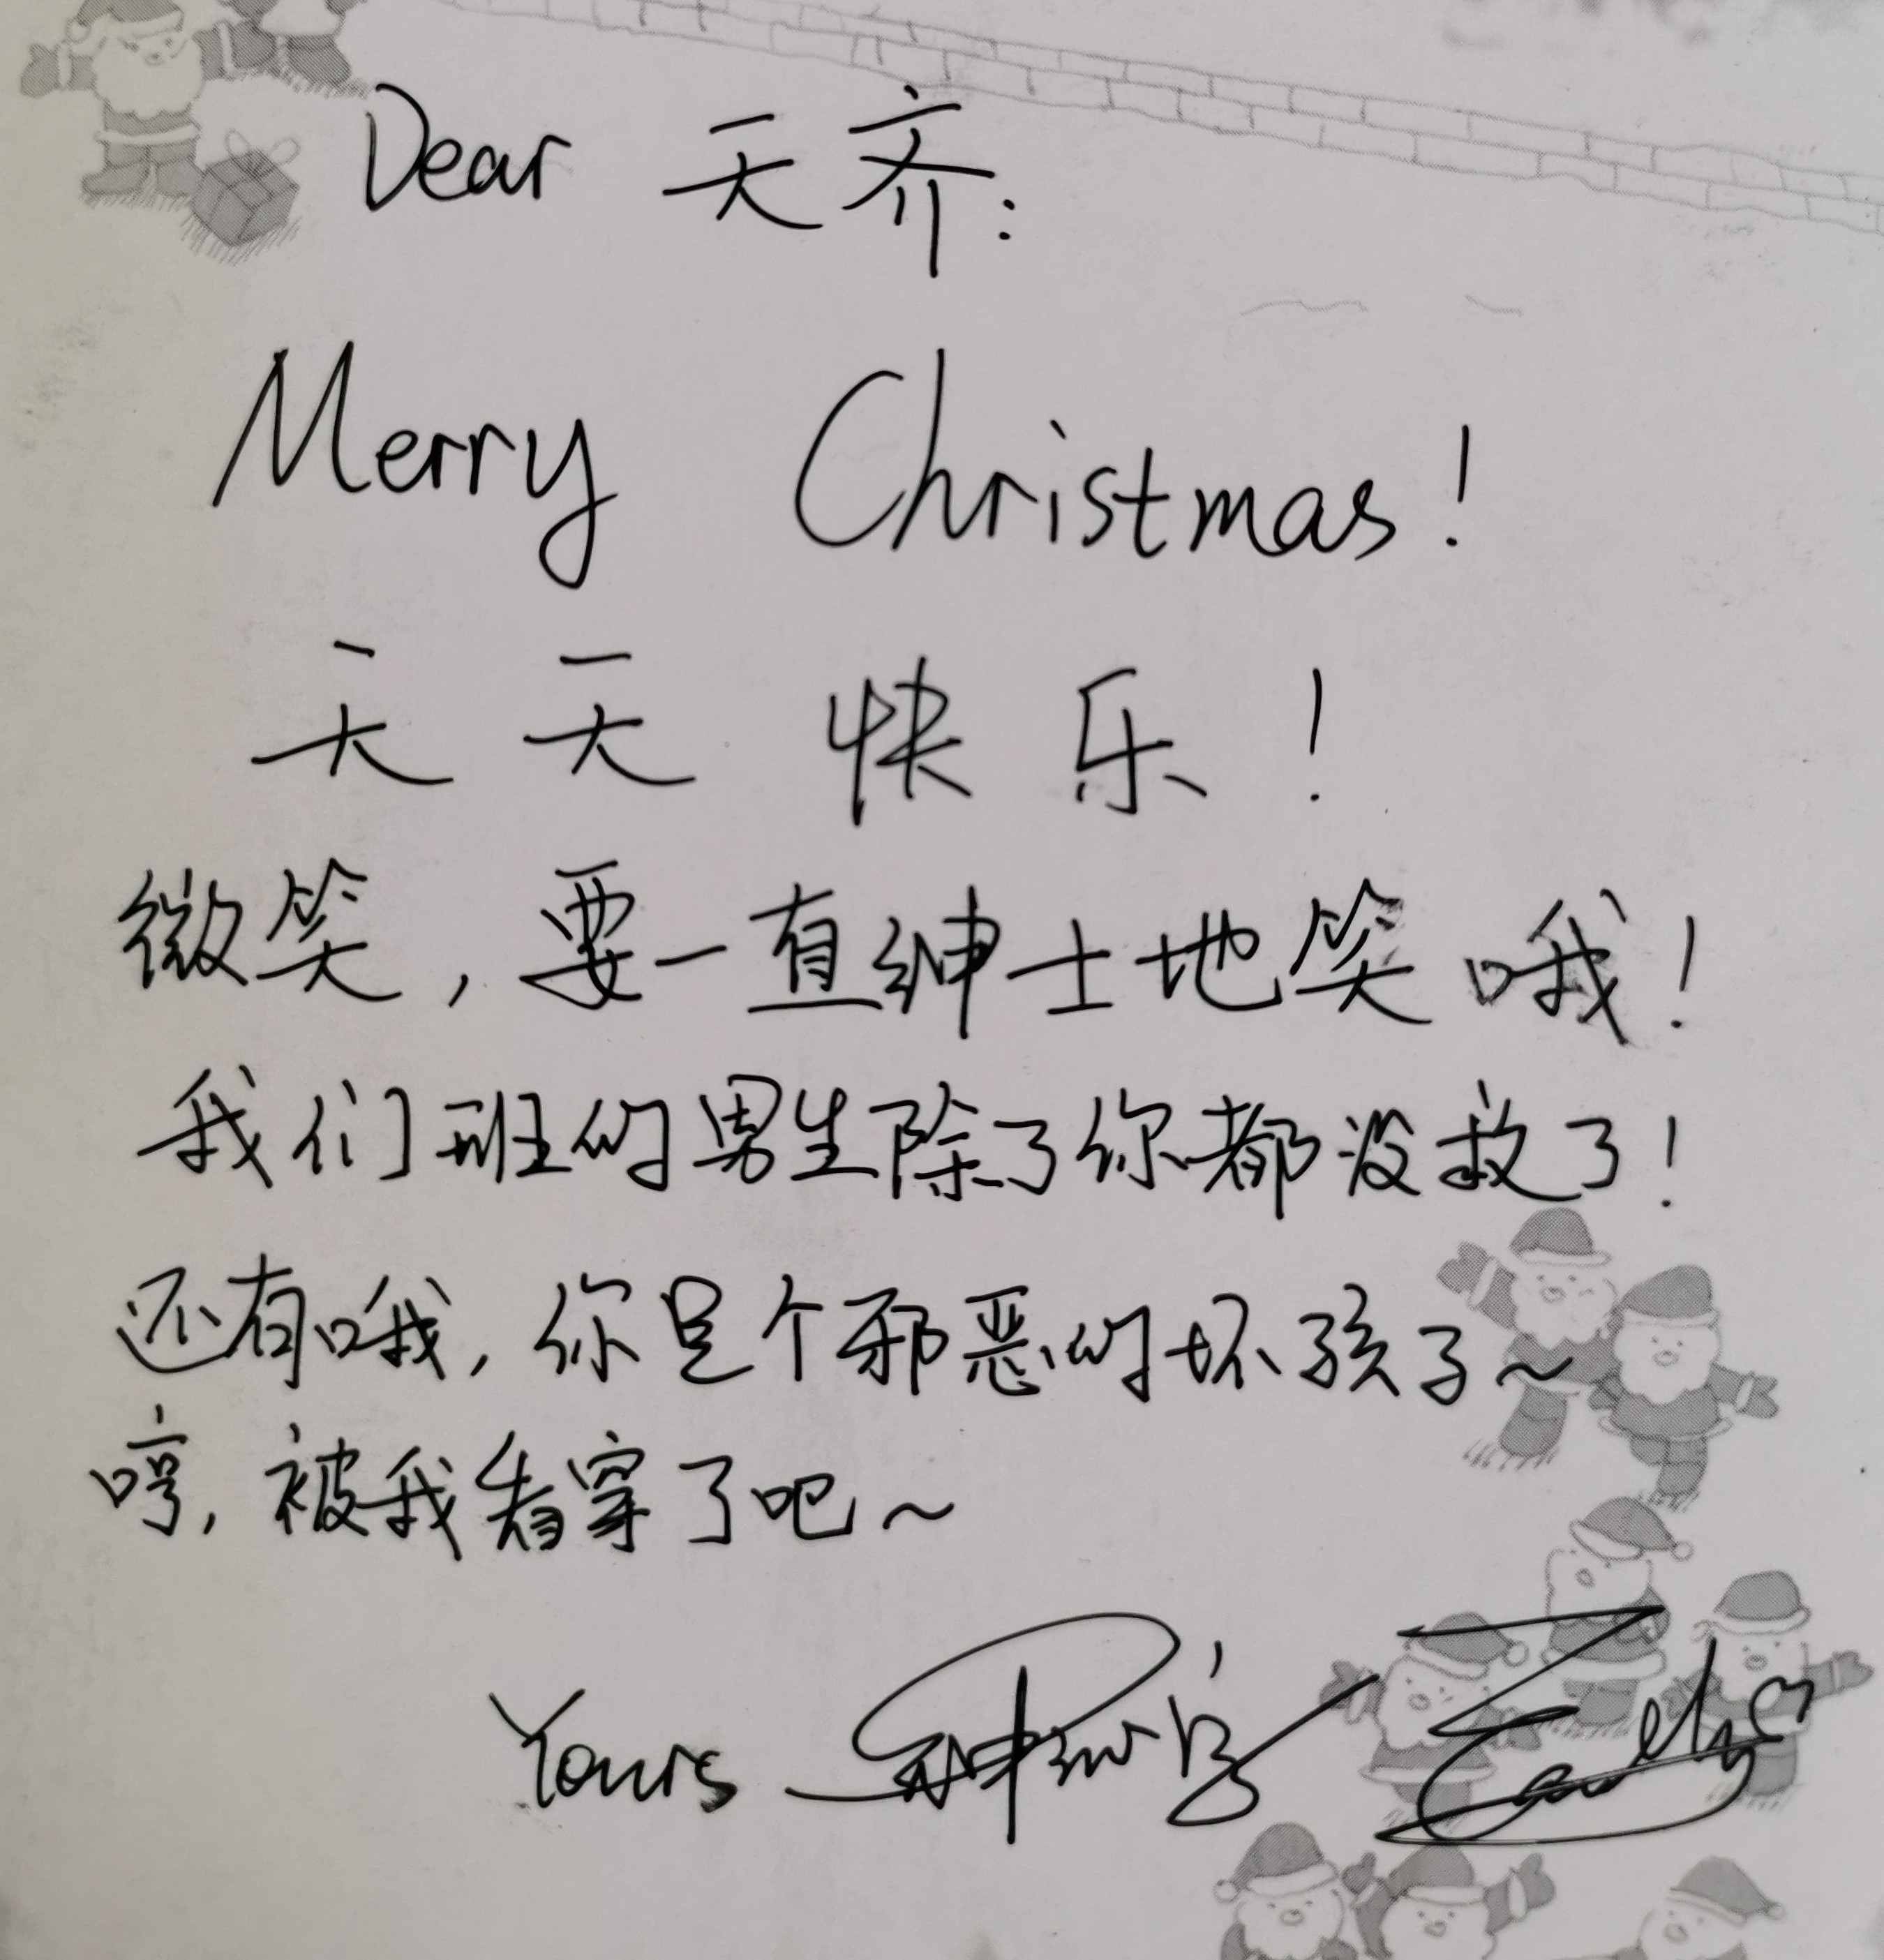 Dear 天齐:
Merry Christmas!
天天快乐!
微笑,要一直绅士地笑哦!
我们班的男生除了你都没救了!
还有哦,你是个邪恶的坏孩子~
哼,被我看穿了吧~
Yours